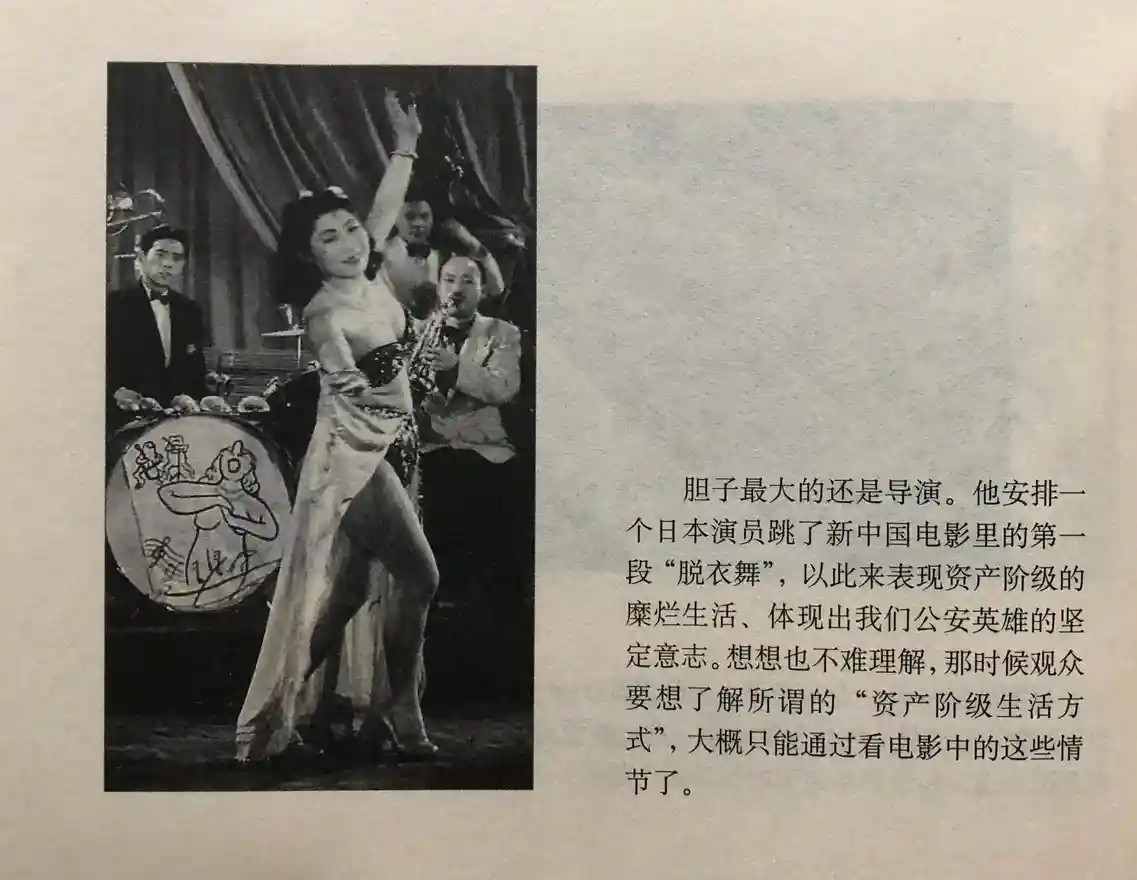 胆子最大的还是导演。他安排一
个日本演员跳了新中国电影里的第一
段“脱衣舞”，以此来表现资产阶级的
糜烂生活、体现出我们公安英雄的坚
定意志。想想也不难理解，那时候观众
要想了解所谓的“资产阶级生活方
式”，大概只能通过看电影中的这些情
节了。